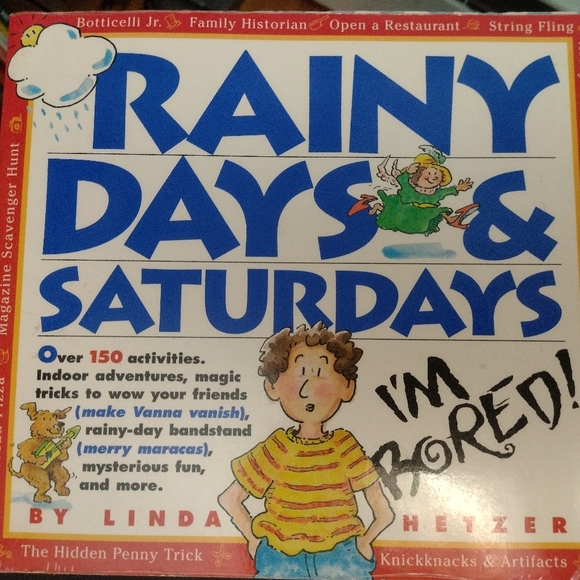 Botticelli Jr. Family Historian Open a Restaurant String Fling
RAINY
DAYS &
SATURDAYS
Over 150 activities.
Indoor adventures, magic
tricks to wow your friends
(make Vanna vanish),
rainy-day bandstand
(merry maracas),
mysterious fun,
and more.
I'M
BORED!
BY LINDA HETZER
Magazine Scavenger Hunt
Pizza
The Hidden Penny Trick
Knickknacks & Artifacts